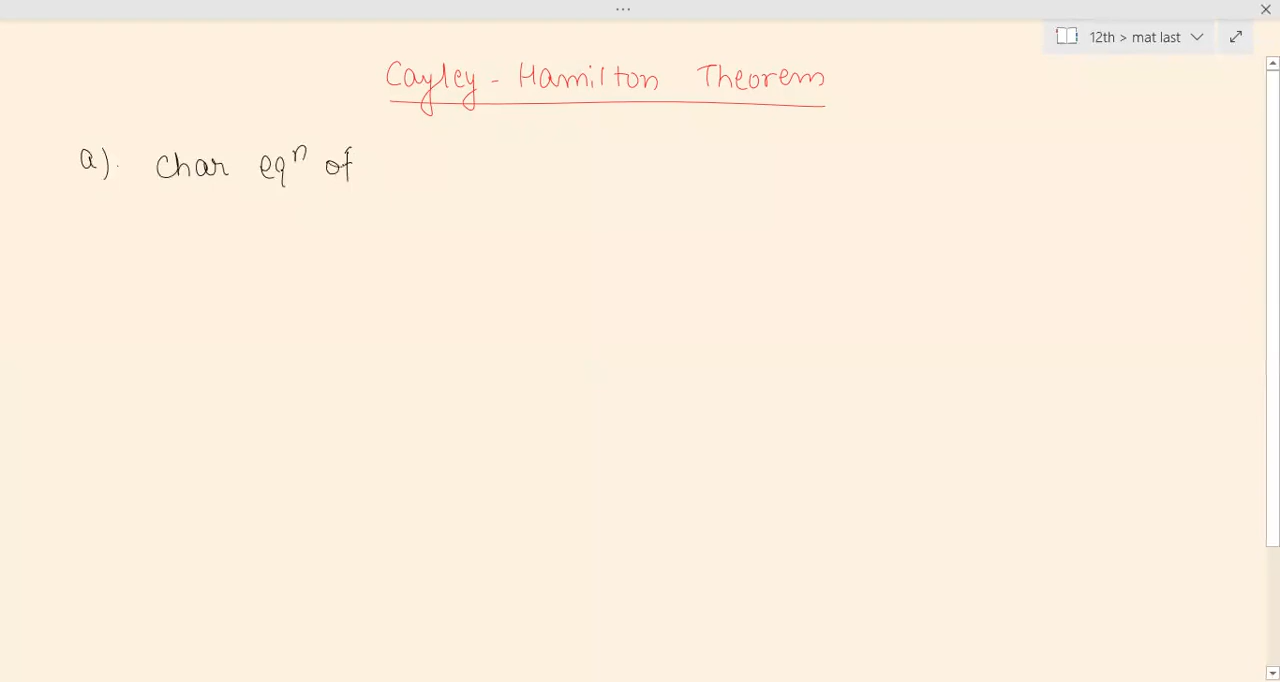 12th > mat last
Cayley - Hamilton Theorem
a). Char eqⁿ of